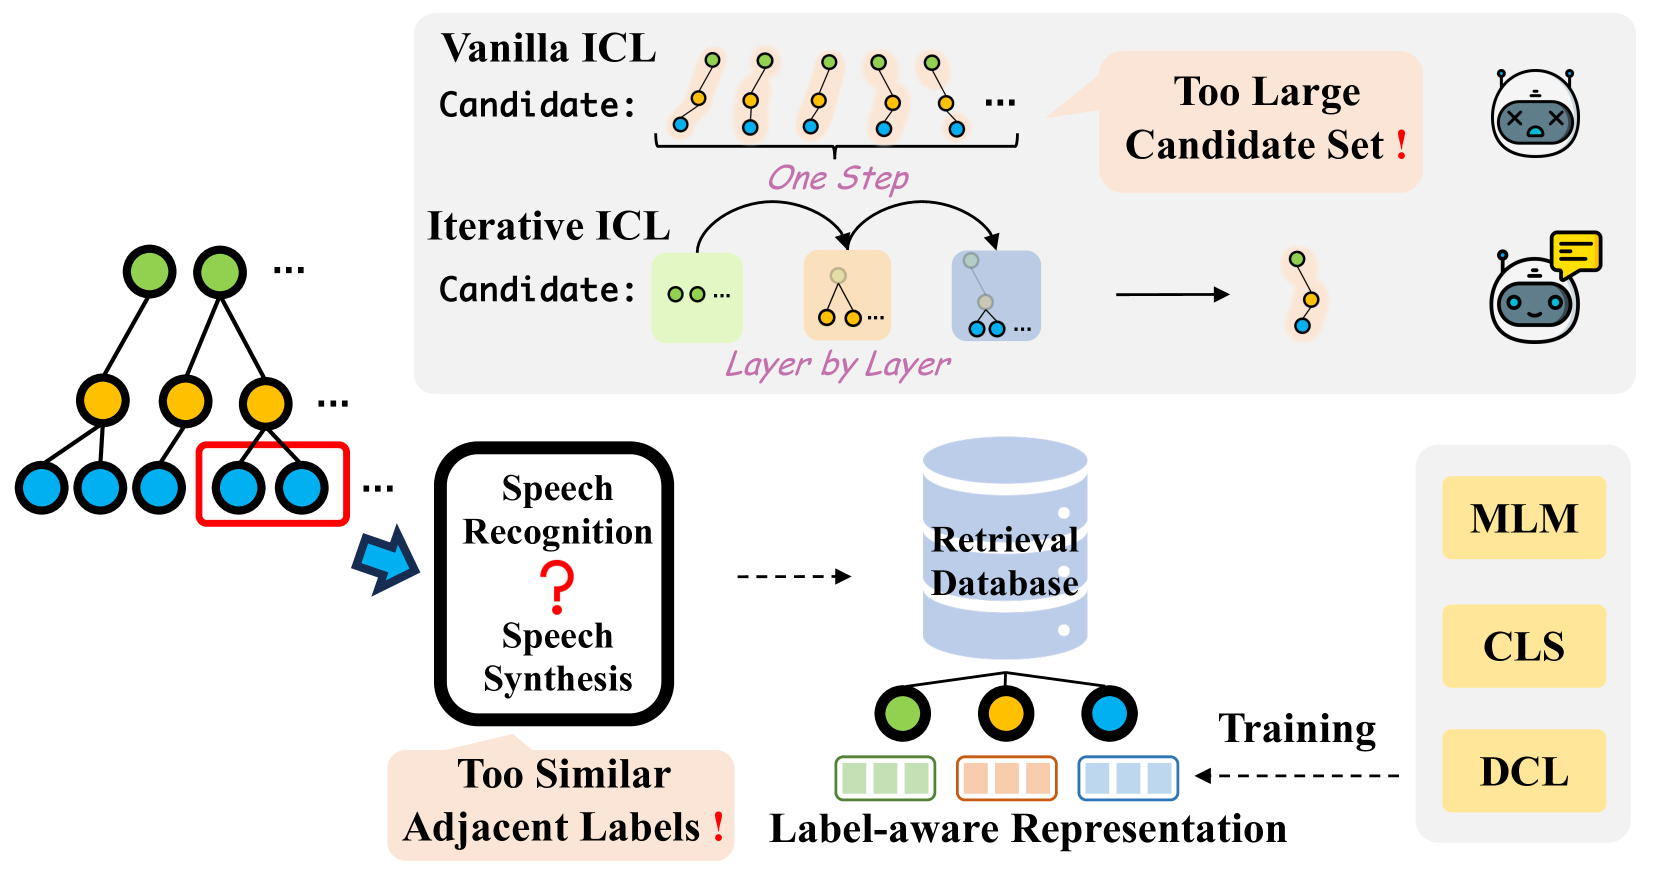 Vanilla ICL
Candidate:
...
One Step
Too Large
Candidate Set !
Iterative ICL
Candidate:
...
...
...
Layer by Layer
...
...
...
Speech
Recognition
?
Speech
Synthesis
Too Similar
Adjacent Labels !
Retrieval
Database
Label-aware Representation
Training
MLM
CLS
DCL